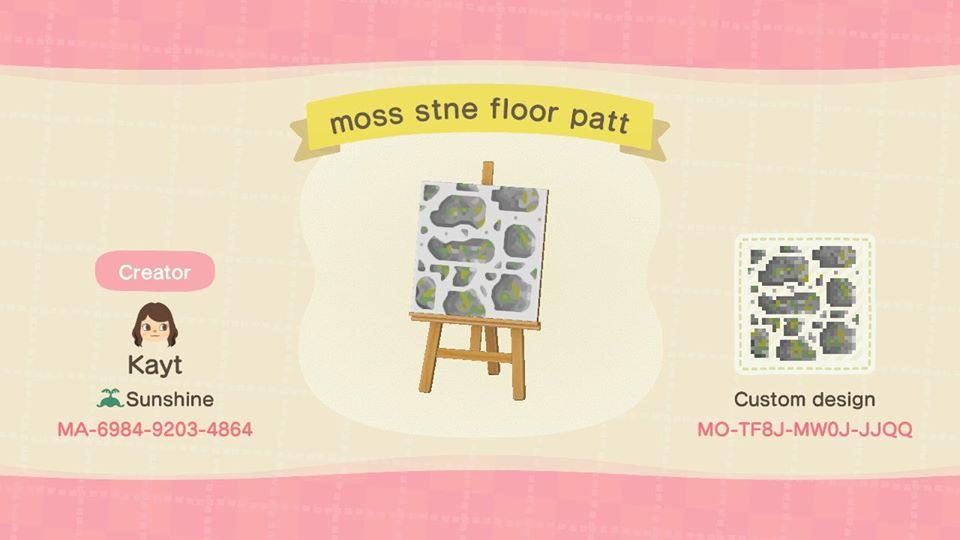 moss stne floor patt
Creator
Kayt
Sunshine
MA-6984-9203-4864
Custom design
MO-TF8J-MW0J-JJQQ